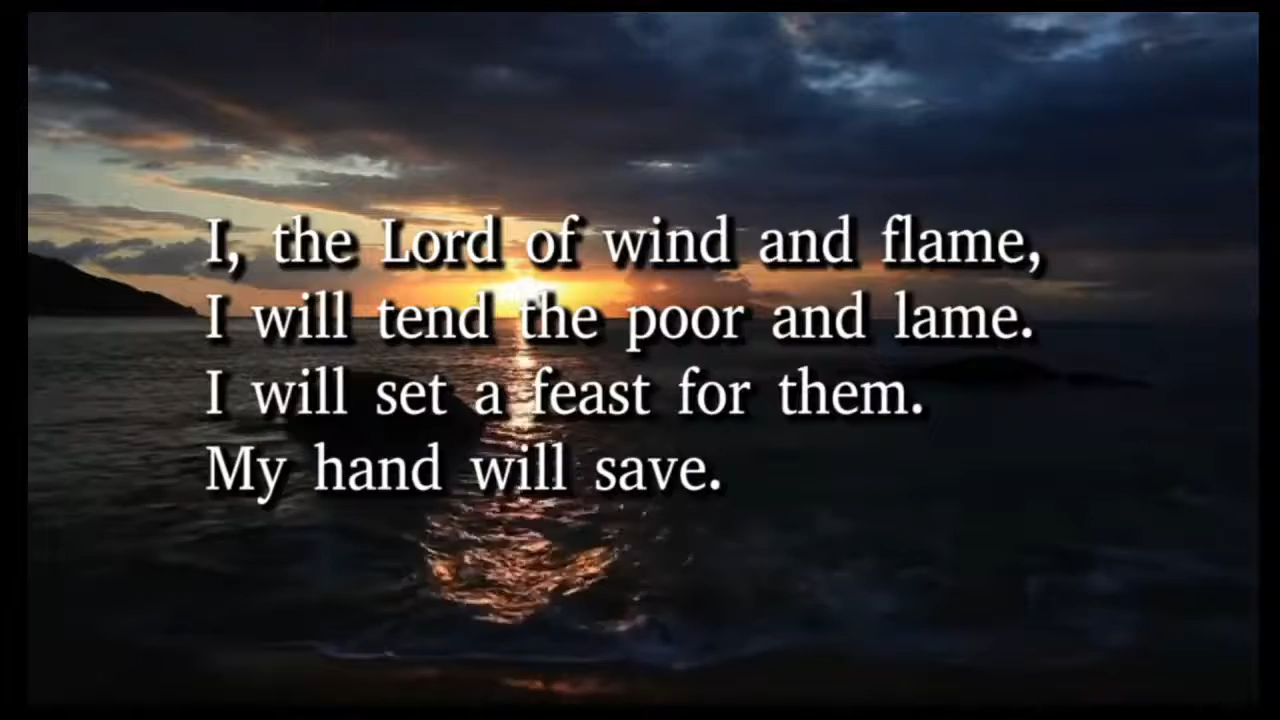 I, the Lord of wind and flame,
I will tend the poor and lame.
I will set a feast for them.
My hand will save.